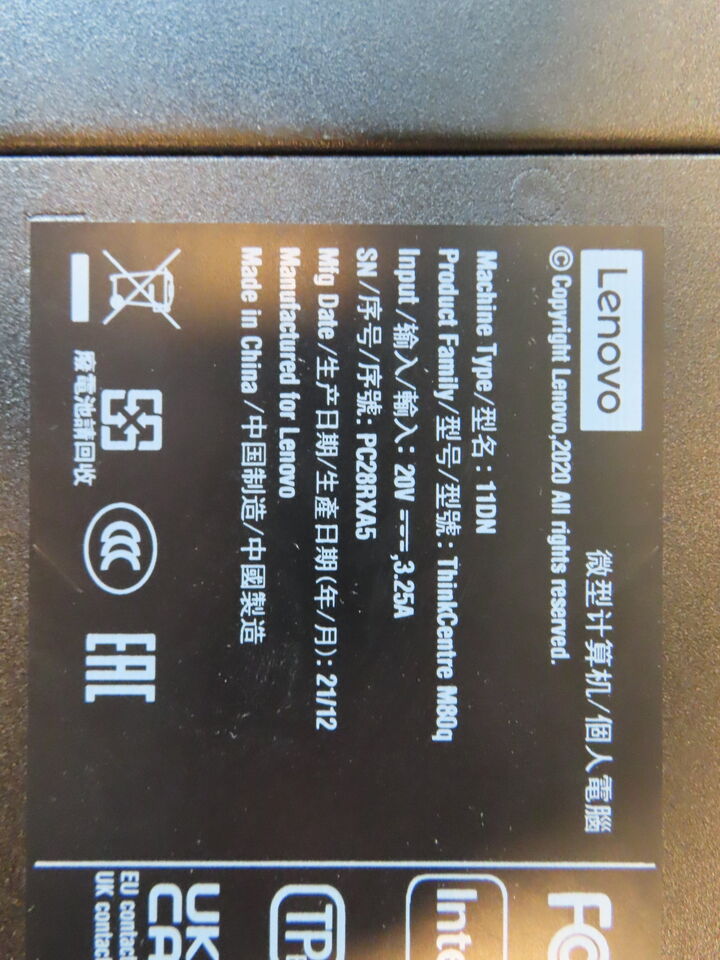 Lenovo
微型计算机/個人電腦
© Copyright Lenovo,2020 All rights reserved.
Machine Type/型名: 11DN
Product Family/型号/型號: ThinkCentre M80q
Input/输入/輸入: 20V ⎓,3.25A
SN/序号/序號: PC28RXA5
Mfg Date/生产日期/生產日期(年/月): 21/12
Manufactured for Lenovo
Made in China/中国制造/中國製造
廢電池請回收
CCC
EAC
FC
Inte
TP
UK
CA
EU contac
UK contac